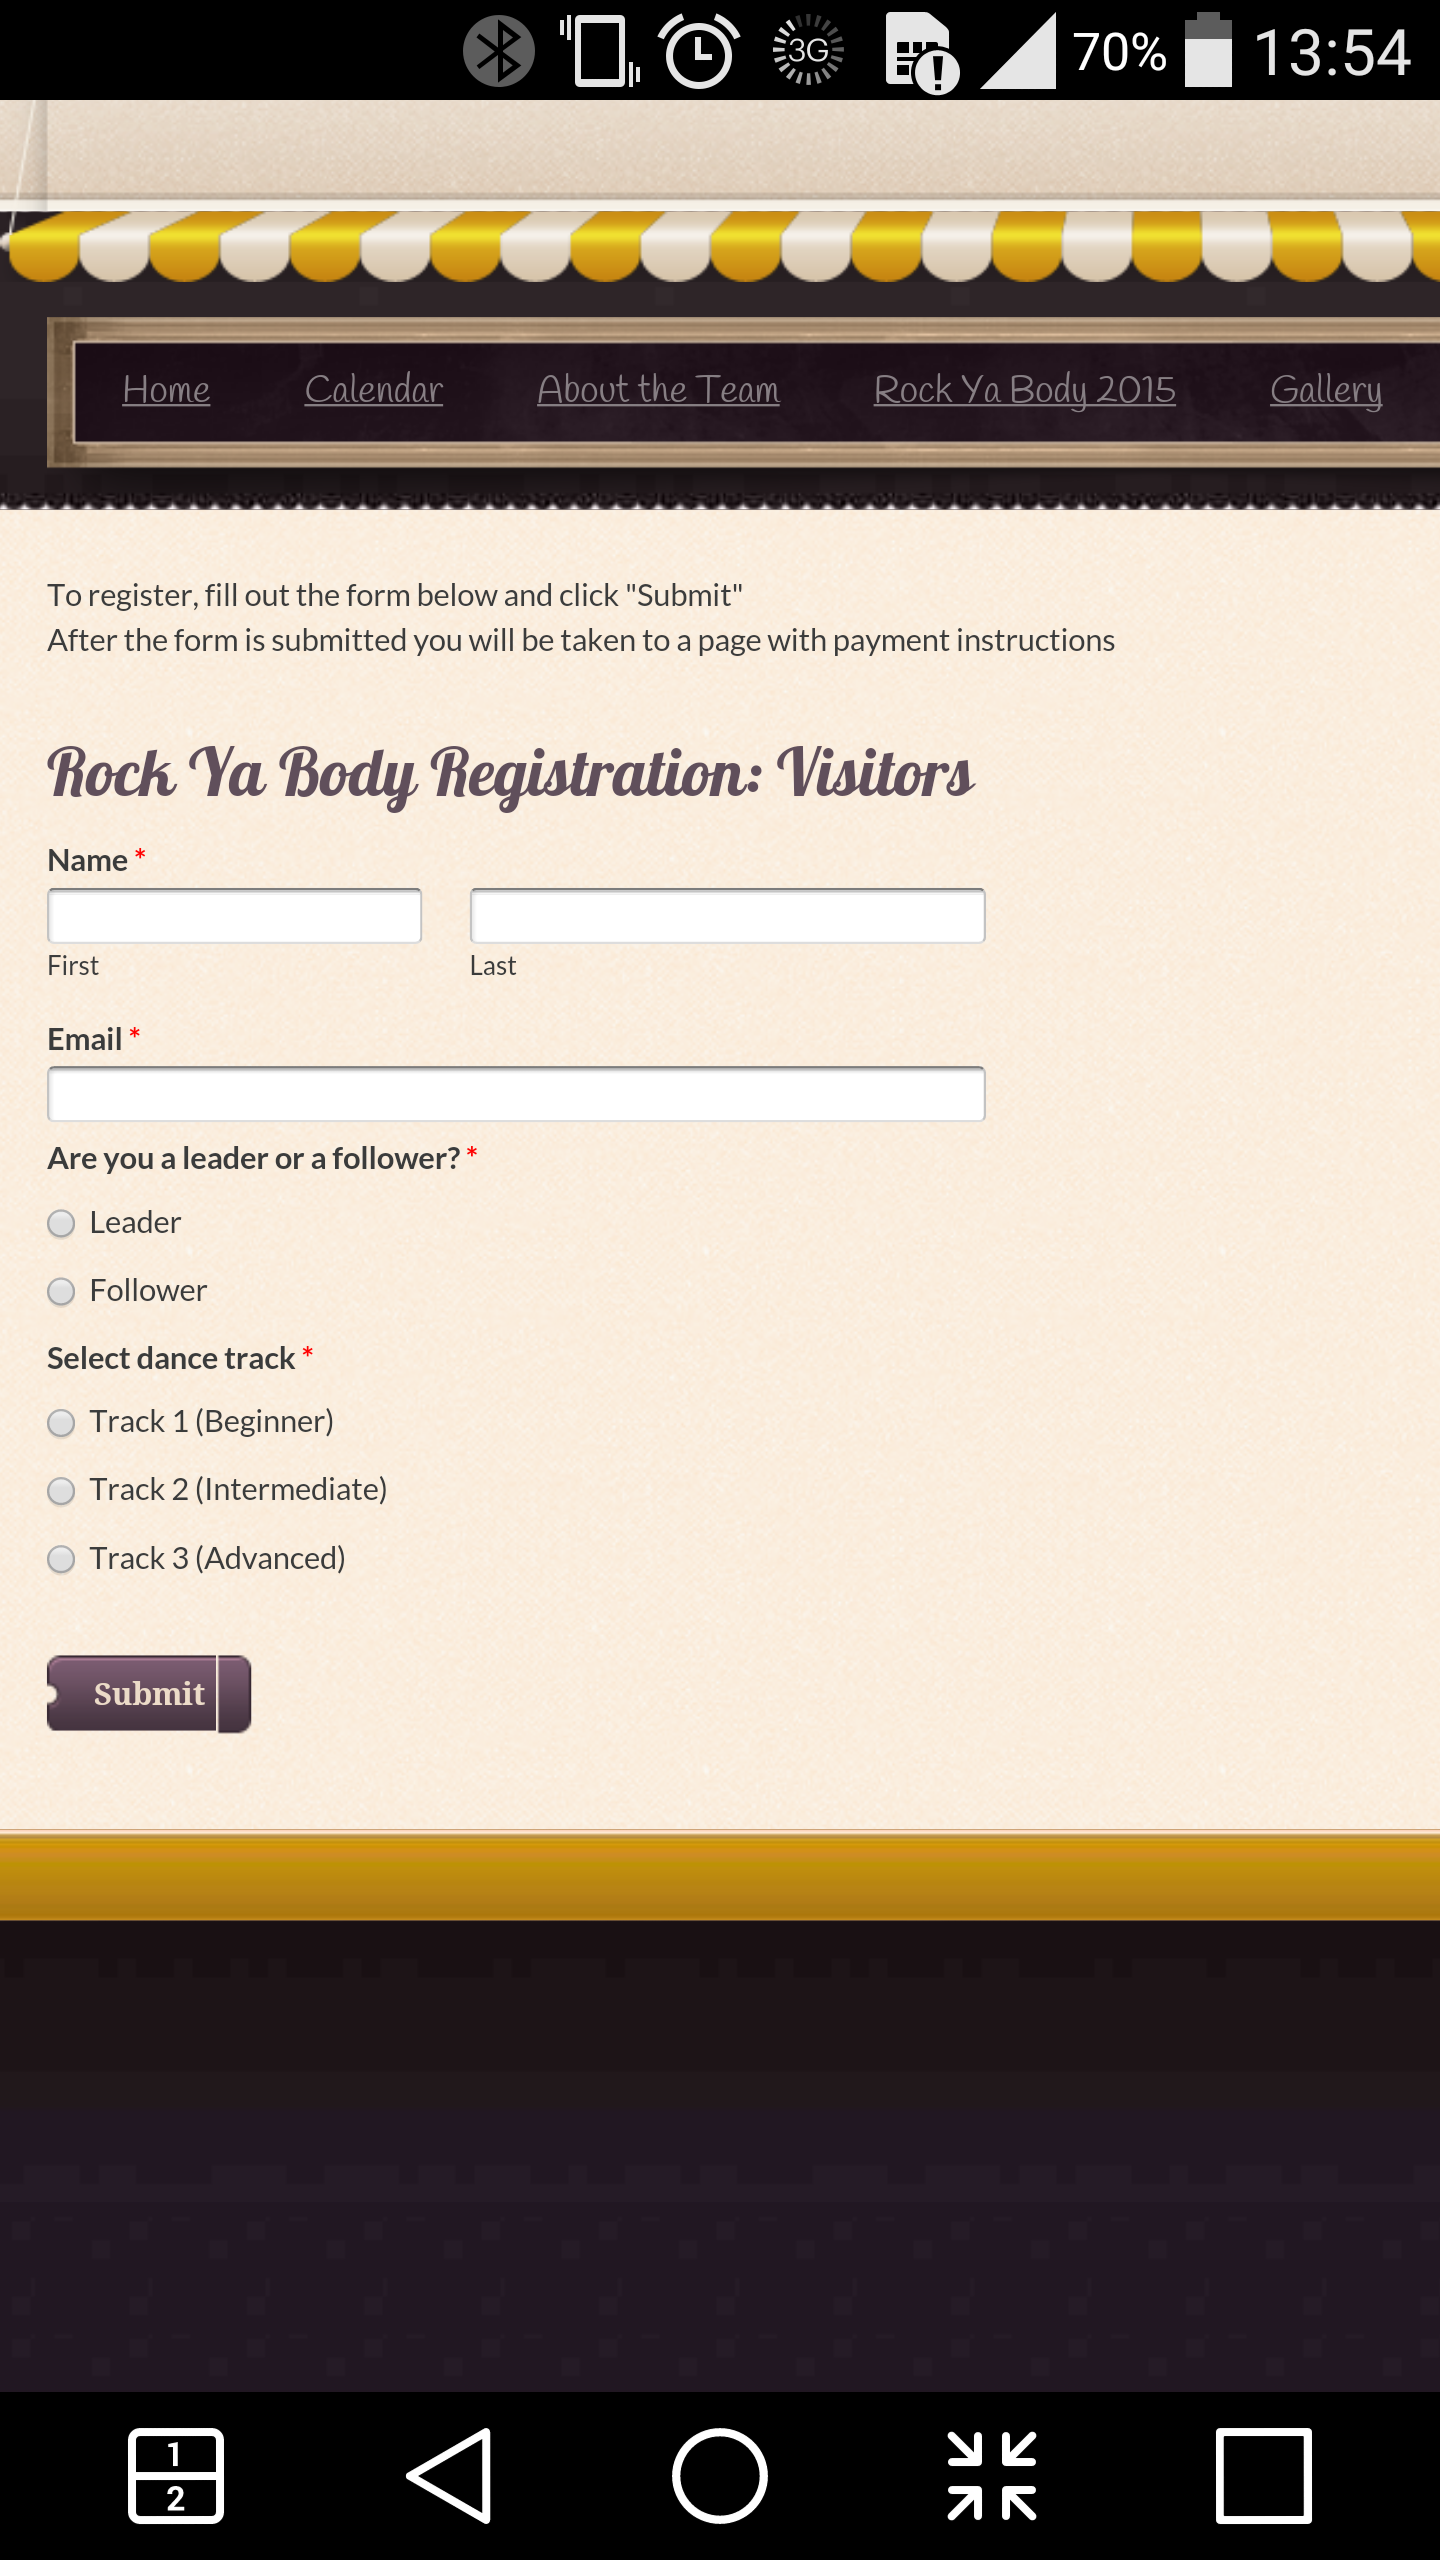 3G 70% 13:54
Home Calendar About the Team Rock Ya Body 2015 Gallery
To register, fill out the form below and click "Submit"
After the form is submitted you will be taken to a page with payment instructions
Rock Ya Body Registration: Visitors
Name *
First Last
Email *
Are you a leader or a follower? *
Leader
Follower
Select dance track *
Track 1 (Beginner)
Track 2 (Intermediate)
Track 3 (Advanced)
Submit
1
2